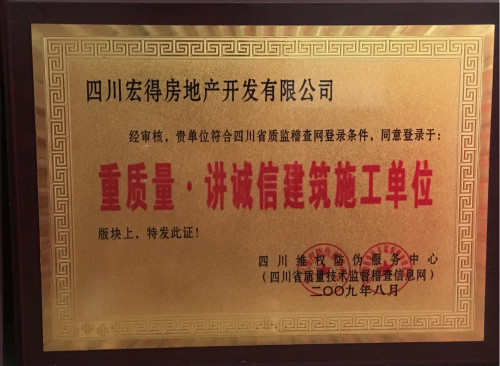 四川宏得房地产开发有限公司
经审核，贵单位符合四川省质监稽查网登录条件，同意登录于：
重质量·讲诚信建筑施工单位
版块上，特发此证！
四川维权防伪服务中心
（四川省质量技术监督稽查信息网）
二〇〇九年八月